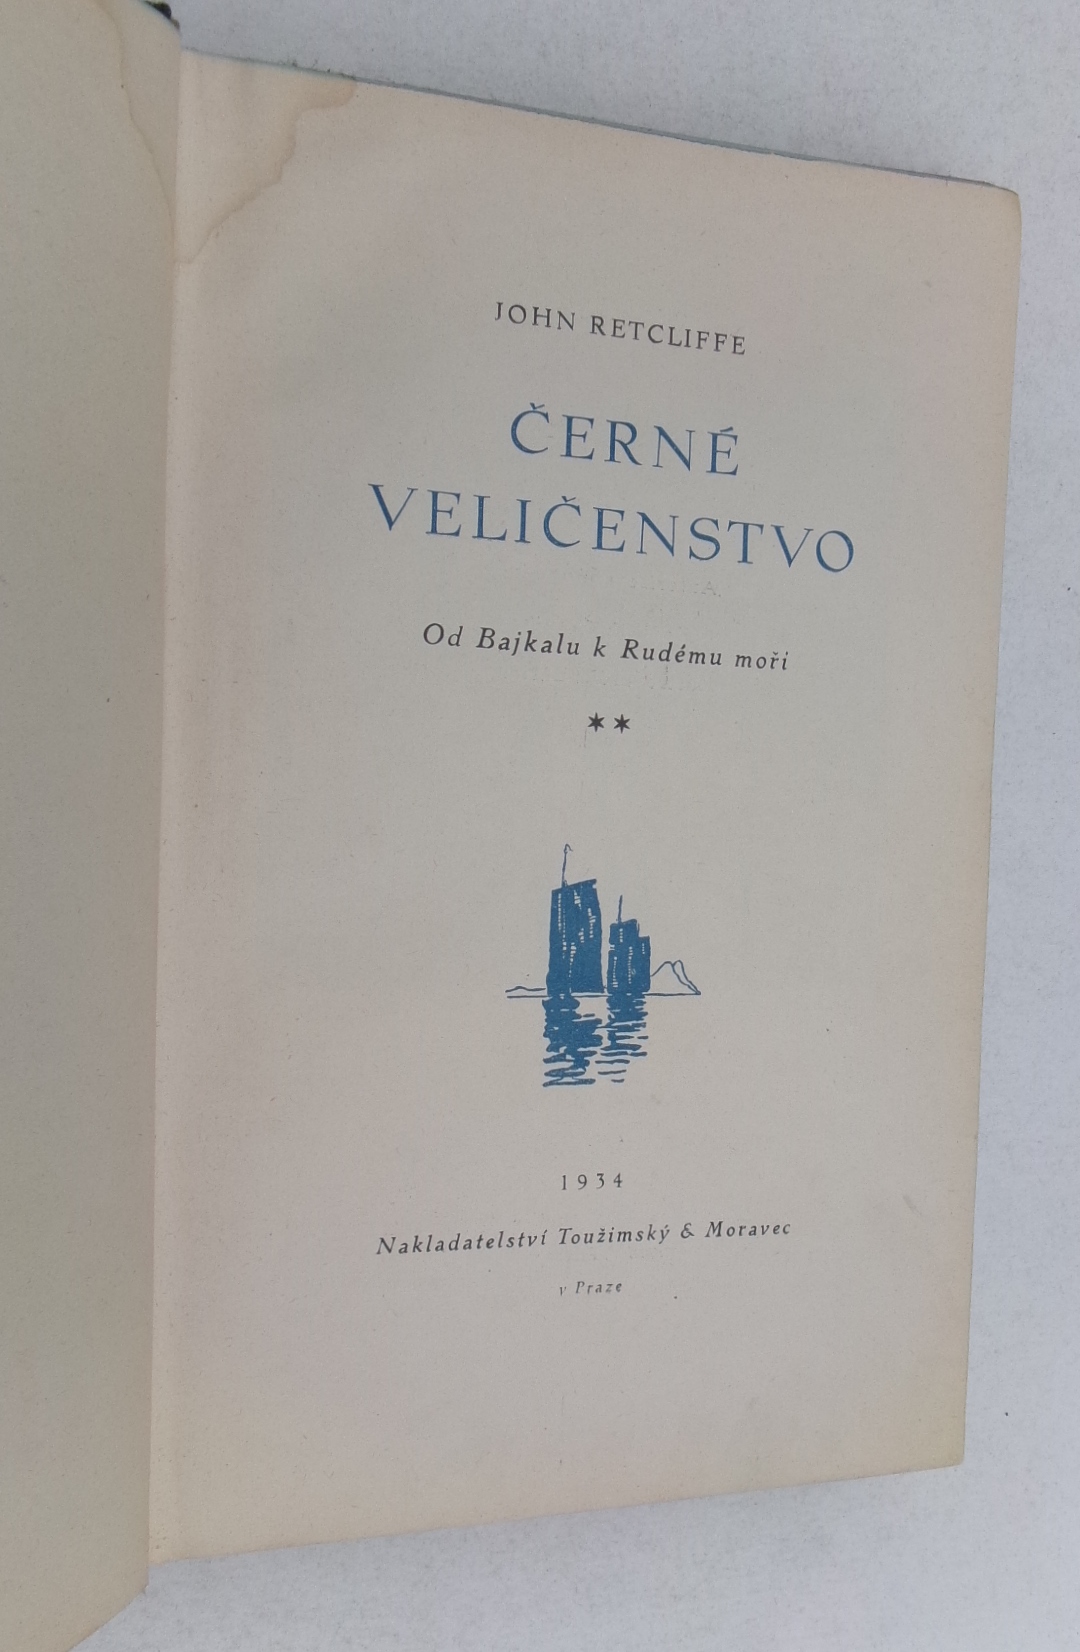 JOHN RETCLIFFE
ČERNÉ
VELIČENSTVO
Od Bajkalu k Rudému moři
✶✶
1934
Nakladatelství Toužimský & Moravec
v Praze